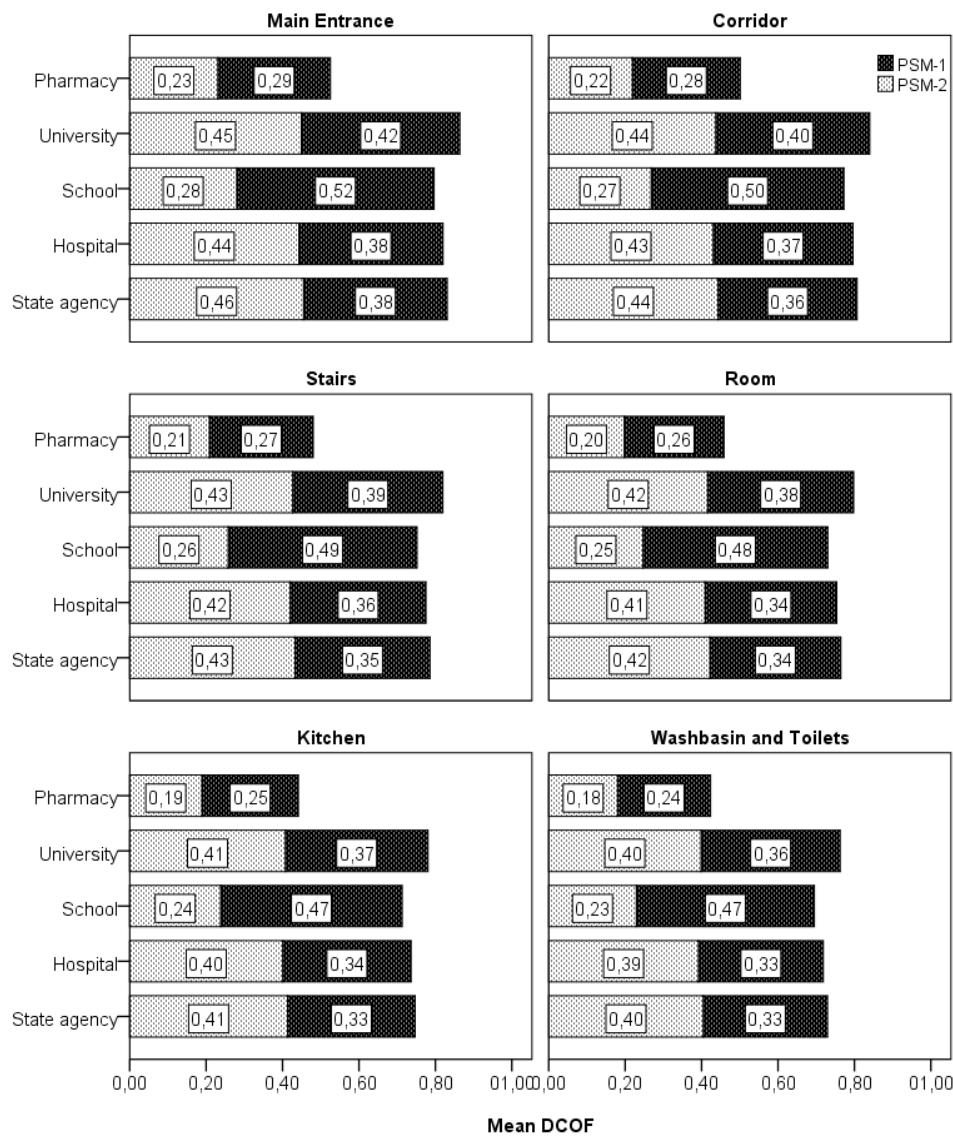 Main Entrance
Corridor
PSM-1
PSM-2
Pharmacy 0,23 0,29 0,22 0,28
University 0,45 0,42 0,44 0,40
School 0,28 0,52 0,27 0,50
Hospital 0,44 0,38 0,43 0,37
State agency 0,46 0,38 0,44 0,36
Stairs
Room
Pharmacy 0,21 0,27 0,20 0,26
University 0,43 0,39 0,42 0,38
School 0,26 0,49 0,25 0,48
Hospital 0,42 0,36 0,41 0,34
State agency 0,43 0,35 0,42 0,34
Kitchen
Washbasin and Toilets
Pharmacy 0,19 0,25 0,18 0,24
University 0,41 0,37 0,40 0,36
School 0,24 0,47 0,23 0,47
Hospital 0,40 0,34 0,39 0,33
State agency 0,41 0,33 0,40 0,33
0,00 0,20 0,40 0,60 0,80 01,00 0,00 0,20 0,40 0,60 0,80 01,00
Mean DCOF